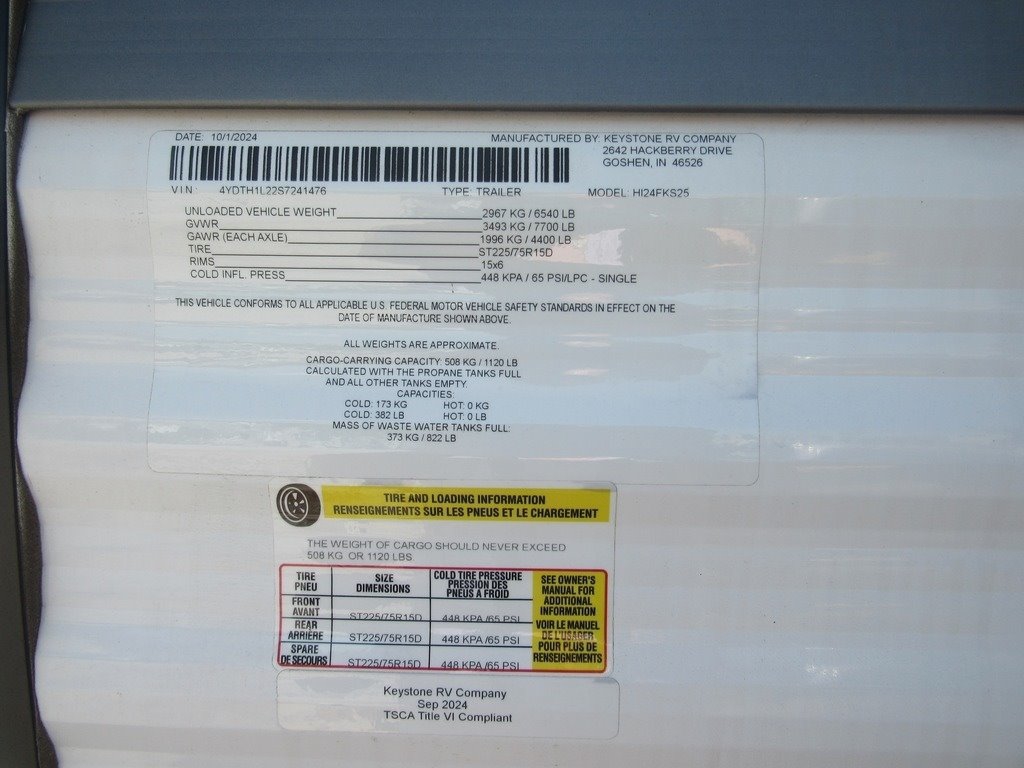 DATE: 10/1/2024
MANUFACTURED BY: KEYSTONE RV COMPANY
2642 HACKBERRY DRIVE
GOSHEN, IN 46526
VIN: 4YDTH1L22S7241476 TYPE: TRAILER MODEL: HI24FKS25
UNLOADED VEHICLE WEIGHT 2967 KG / 6540 LB
GVWR 3493 KG / 7700 LB
GAWR (EACH AXLE) 1996 KG / 4400 LB
TIRE ST225/75R15D
RIMS 15x6
COLD INFL. PRESS 448 KPA / 65 PSI/LPC - SINGLE
THIS VEHICLE CONFORMS TO ALL APPLICABLE U.S. FEDERAL MOTOR VEHICLE SAFETY STANDARDS IN EFFECT ON THE
DATE OF MANUFACTURE SHOWN ABOVE.
ALL WEIGHTS ARE APPROXIMATE.
CARGO-CARRYING CAPACITY: 508 KG / 1120 LB
CALCULATED WITH THE PROPANE TANKS FULL
AND ALL OTHER TANKS EMPTY.
CAPACITIES:
COLD: 173 KG HOT: 0 KG
COLD: 382 LB HOT: 0 LB
MASS OF WASTE WATER TANKS FULL:
373 KG / 822 LB
TIRE AND LOADING INFORMATION
RENSEIGNEMENTS SUR LES PNEUS ET LE CHARGEMENT
THE WEIGHT OF CARGO SHOULD NEVER EXCEED
508 KG OR 1120 LBS.
TIRE
PNEU
SIZE
DIMENSIONS
COLD TIRE PRESSURE
PRESSION DES
PNEUS A FROID
FRONT
AVANT
ST225/75R15D 448 KPA /65 PSI
REAR
ARRIÈRE
ST225/75R15D 448 KPA /65 PSI
SPARE
DE SECOURS
ST225/75R15D 448 KPA /65 PSI
SEE OWNER'S
MANUAL FOR
ADDITIONAL
INFORMATION
VOIR LE MANUEL
DE L'USAGER
POUR PLUS DE
RENSEIGNEMENTS
Keystone RV Company
Sep 2024
TSCA Title VI Compliant